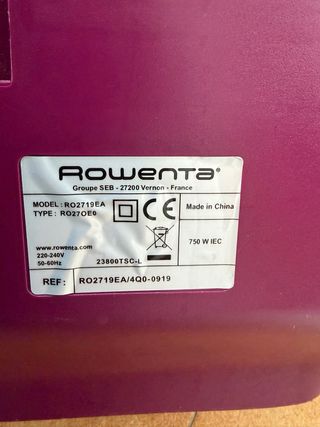 Rowenta
Groupe SEB - 27200 Vernon - France
MODEL : RO2719EA
TYPE : RO27OE0
CE
Made in China
www.rowenta.com
220-240V
50-60Hz
23800TSC-L
750 W IEC
REF: RO2719EA/4Q0-0919